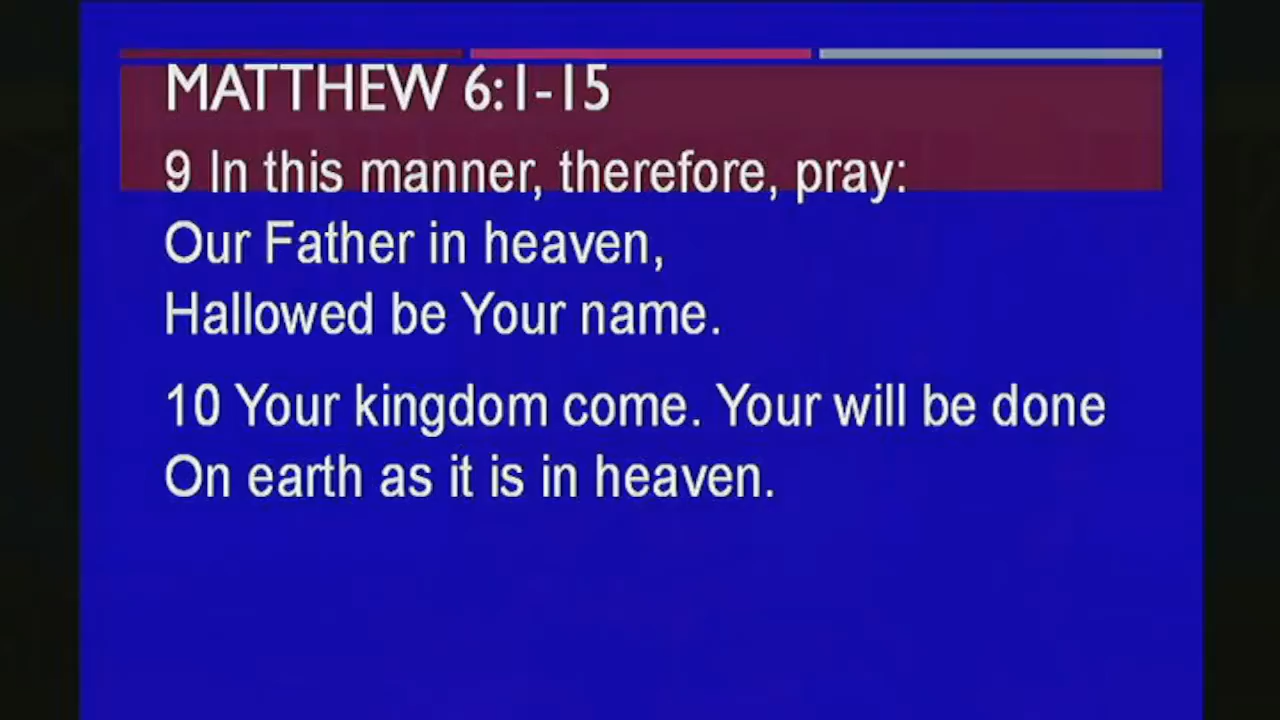 MATTHEW 6:1-15
9 In this manner, therefore, pray:
Our Father in heaven,
Hallowed be Your name.
10 Your kingdom come. Your will be done
On earth as it is in heaven.